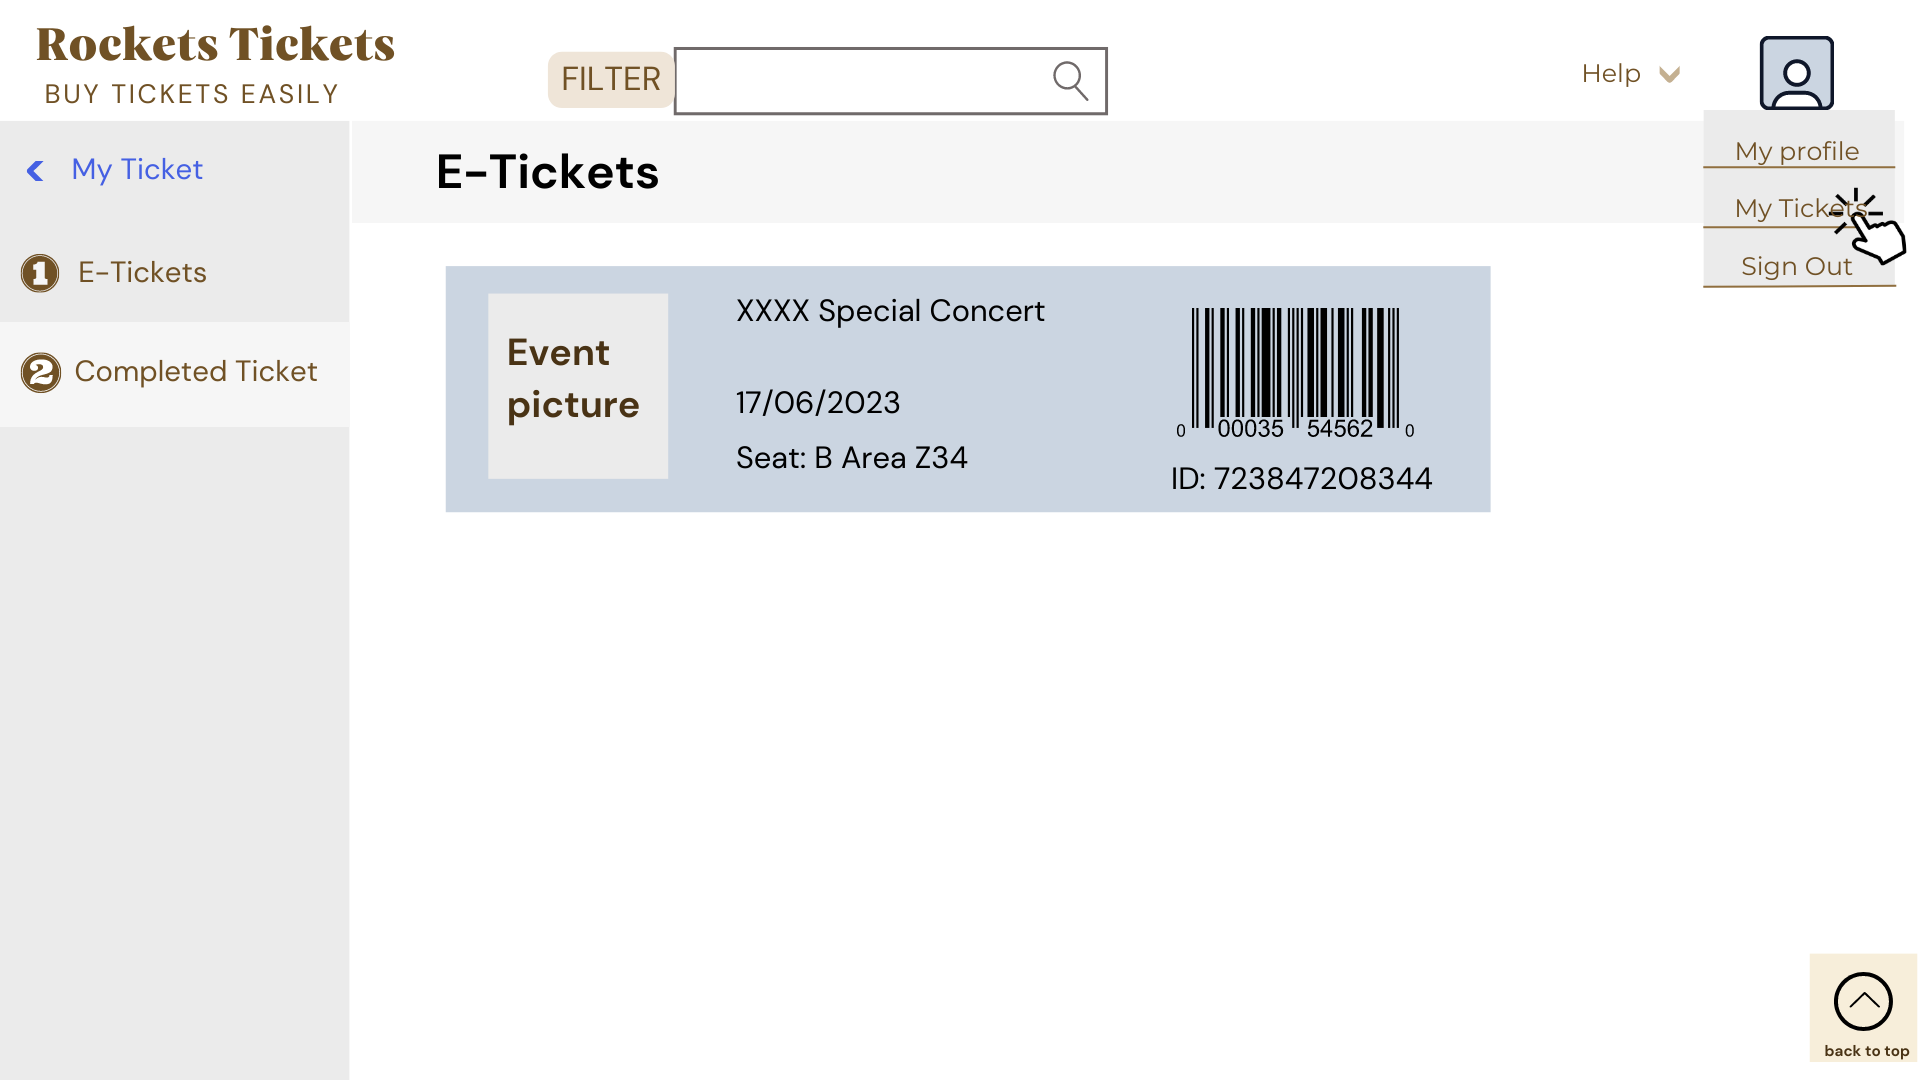 Rockets Tickets
BUY TICKETS EASILY
FILTER
Help
My profile
My Tickets
Sign Out
My Ticket
1 E-Tickets
2 Completed Ticket
E-Tickets
Event
picture
XXXX Special Concert
17/06/2023
Seat: B Area Z34
0 00035 54562 0
ID: 723847208344
back to top